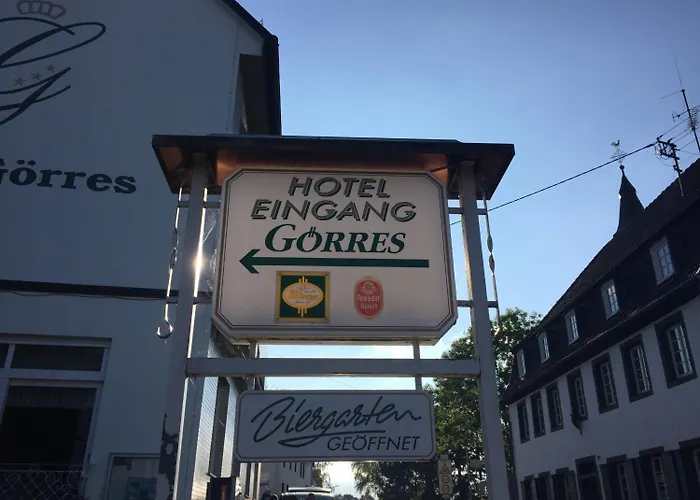 G
Görres
HOTEL
EINGANG
GÖRRES
Biergarten
GEÖFFNET